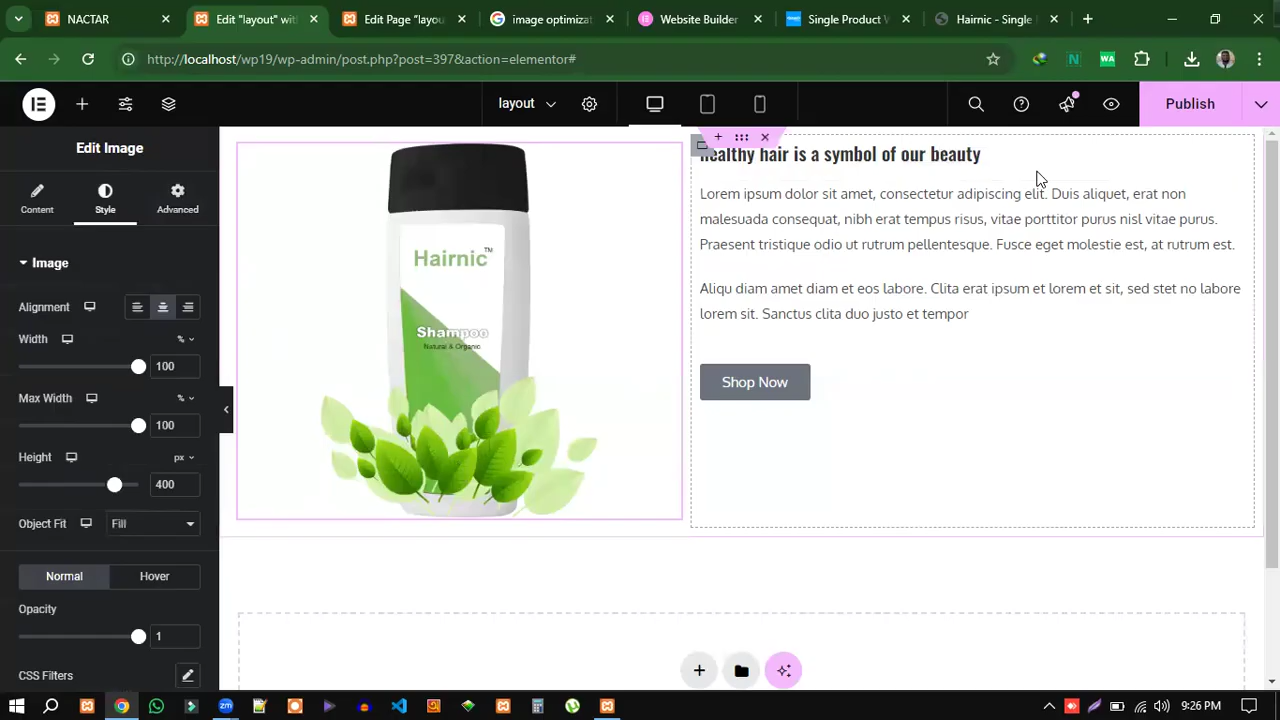 NACTAR
Edit "layout" wit
Edit Page "layou
image optimizat
Website Builder
Single Product W
Hairnic - Single P
http://localhost/wp19/wp-admin/post.php?post=397&action=elementor#
layout
Publish
Edit Image
Content
Style
Advanced
Image
Alignment
Width
%
100
Max Width
%
100
Height
px
400
Object Fit
Fill
Normal
Hover
Opacity
1
CSS Filters
Hairnic™
Shampoo
Natural & Organic
healthy hair is a symbol of our beauty
Lorem ipsum dolor sit amet, consectetur adipiscing elit. Duis aliquet, erat non
malesuada consequat, nibh erat tempus risus, vitae porttitor purus nisl vitae purus.
Praesent tristique odio ut rutrum pellentesque. Fusce eget molestie est, at rutrum est.
Aliqu diam amet diam et eos labore. Clita erat ipsum et lorem et sit, sed stet no labore
lorem sit. Sanctus clita duo justo et tempor
Shop Now
9:26 PM